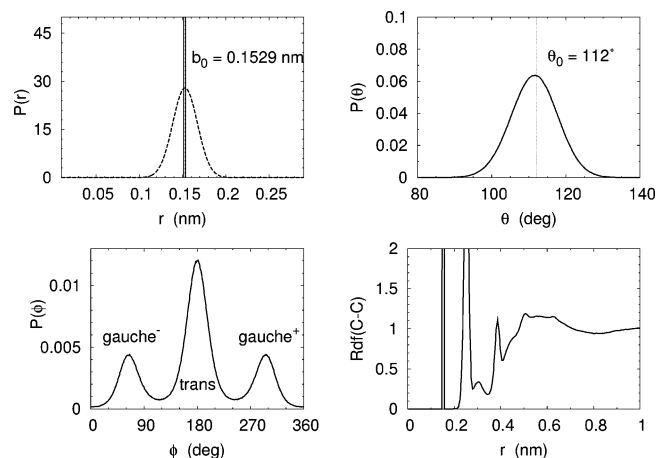 45
30
15
0
P(r)
b₀ = 0.1529 nm
0.05 0.1 0.15 0.2 0.25
r (nm)
0.1
0.08
0.06
0.04
0.02
0
P(θ)
θ₀ = 112°
80 100 120 140
θ (deg)
0.01
0.005
0
P(ϕ)
gauche⁻
trans
gauche⁺
0 90 180 270 360
ϕ (deg)
2
1.5
1
0.5
0
Rdf(C-C)
0 0.2 0.4 0.6 0.8 1
r (nm)